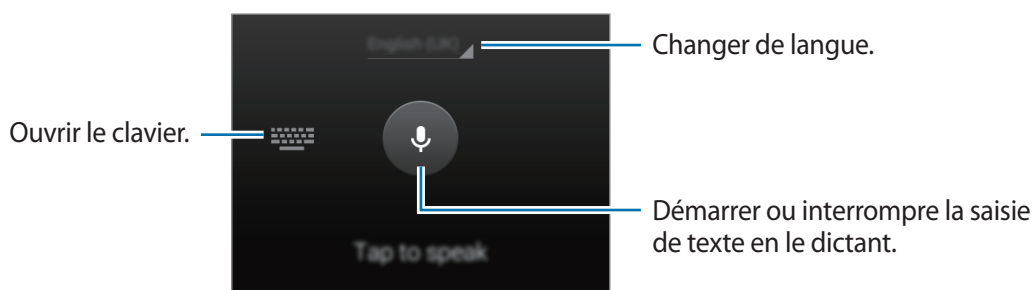 English (UK)
Changer de langue.
Ouvrir le clavier.
Démarrer ou interrompre la saisie
de texte en le dictant.
Tap to speak